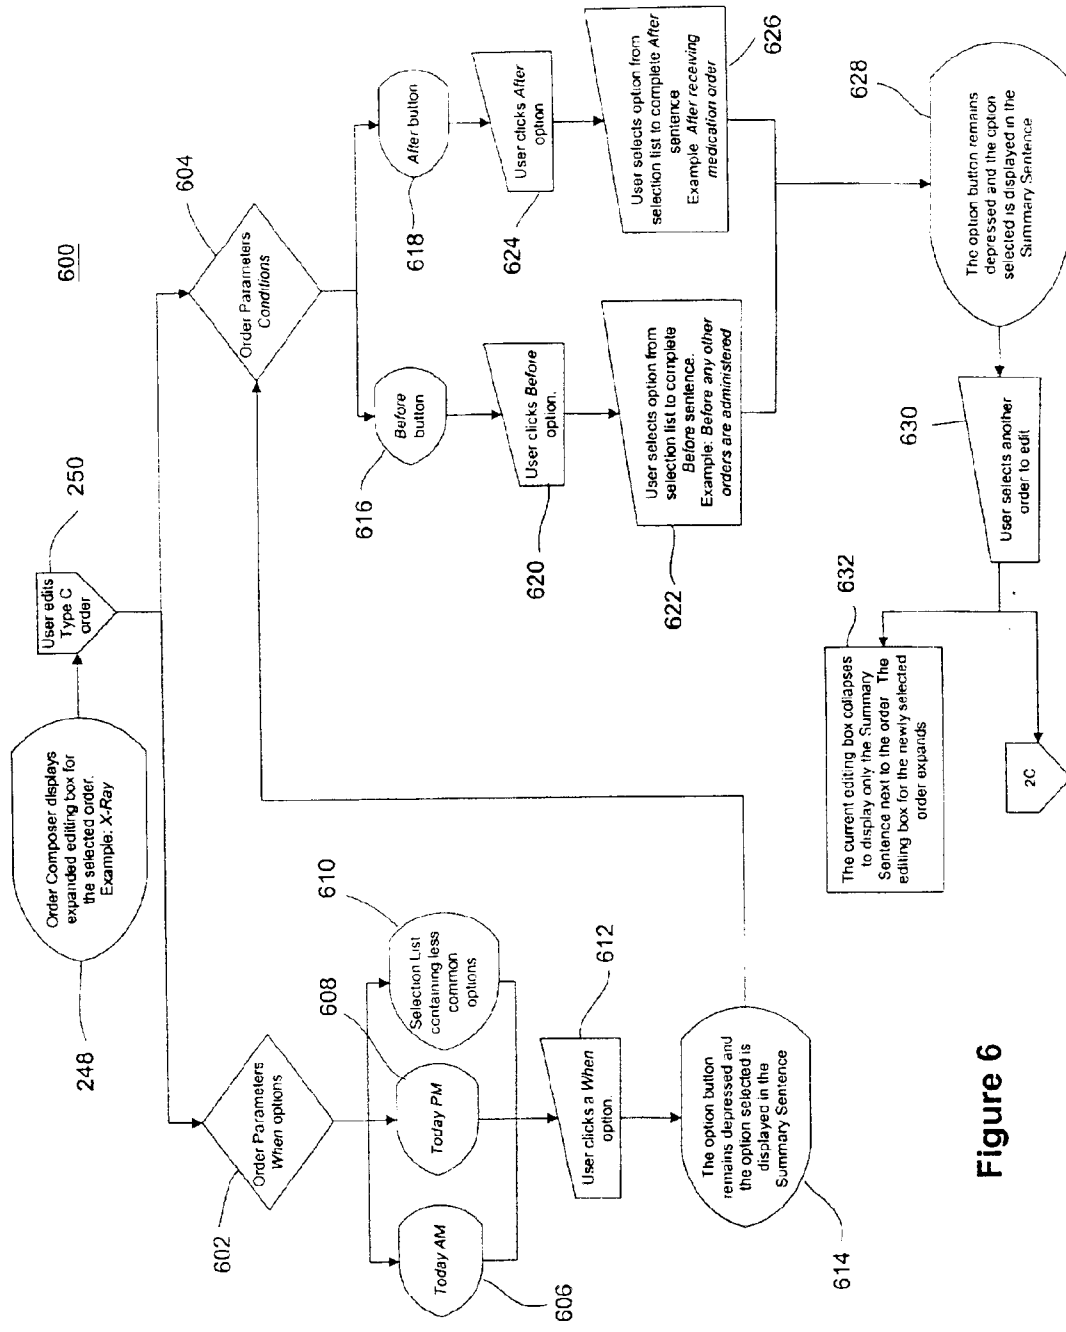 600
Order Composer displays
expanded editing box for
the selected order.
Example: X-Ray
248
User edits
Type C
order
250
Order Parameters
When options
602
Order Parameters
Conditions
604
Today AM
606
Today PM
608
Selection List
containing less
common
options
610
User clicks a When
option.
612
The option button
remains depressed and
the option selected is
displayed in the
Summary Sentence
614
Before
button
616
After button
618
User clicks Before
option.
620
User clicks After
option
624
User selects option from
selection list to complete
Before sentence.
Example: Before any other
orders are administered
622
User selects option from
selection list to complete After
sentence
Example After receiving
medication order
626
The option button remains
depressed and the option
selected is displayed in the
Summary Sentence
628
User selects another
order to edit
630
The current editing box collapses
to display only the Summary
Sentence next to the order The
editing box for the newly selected
order expands
632
2C
Figure 6